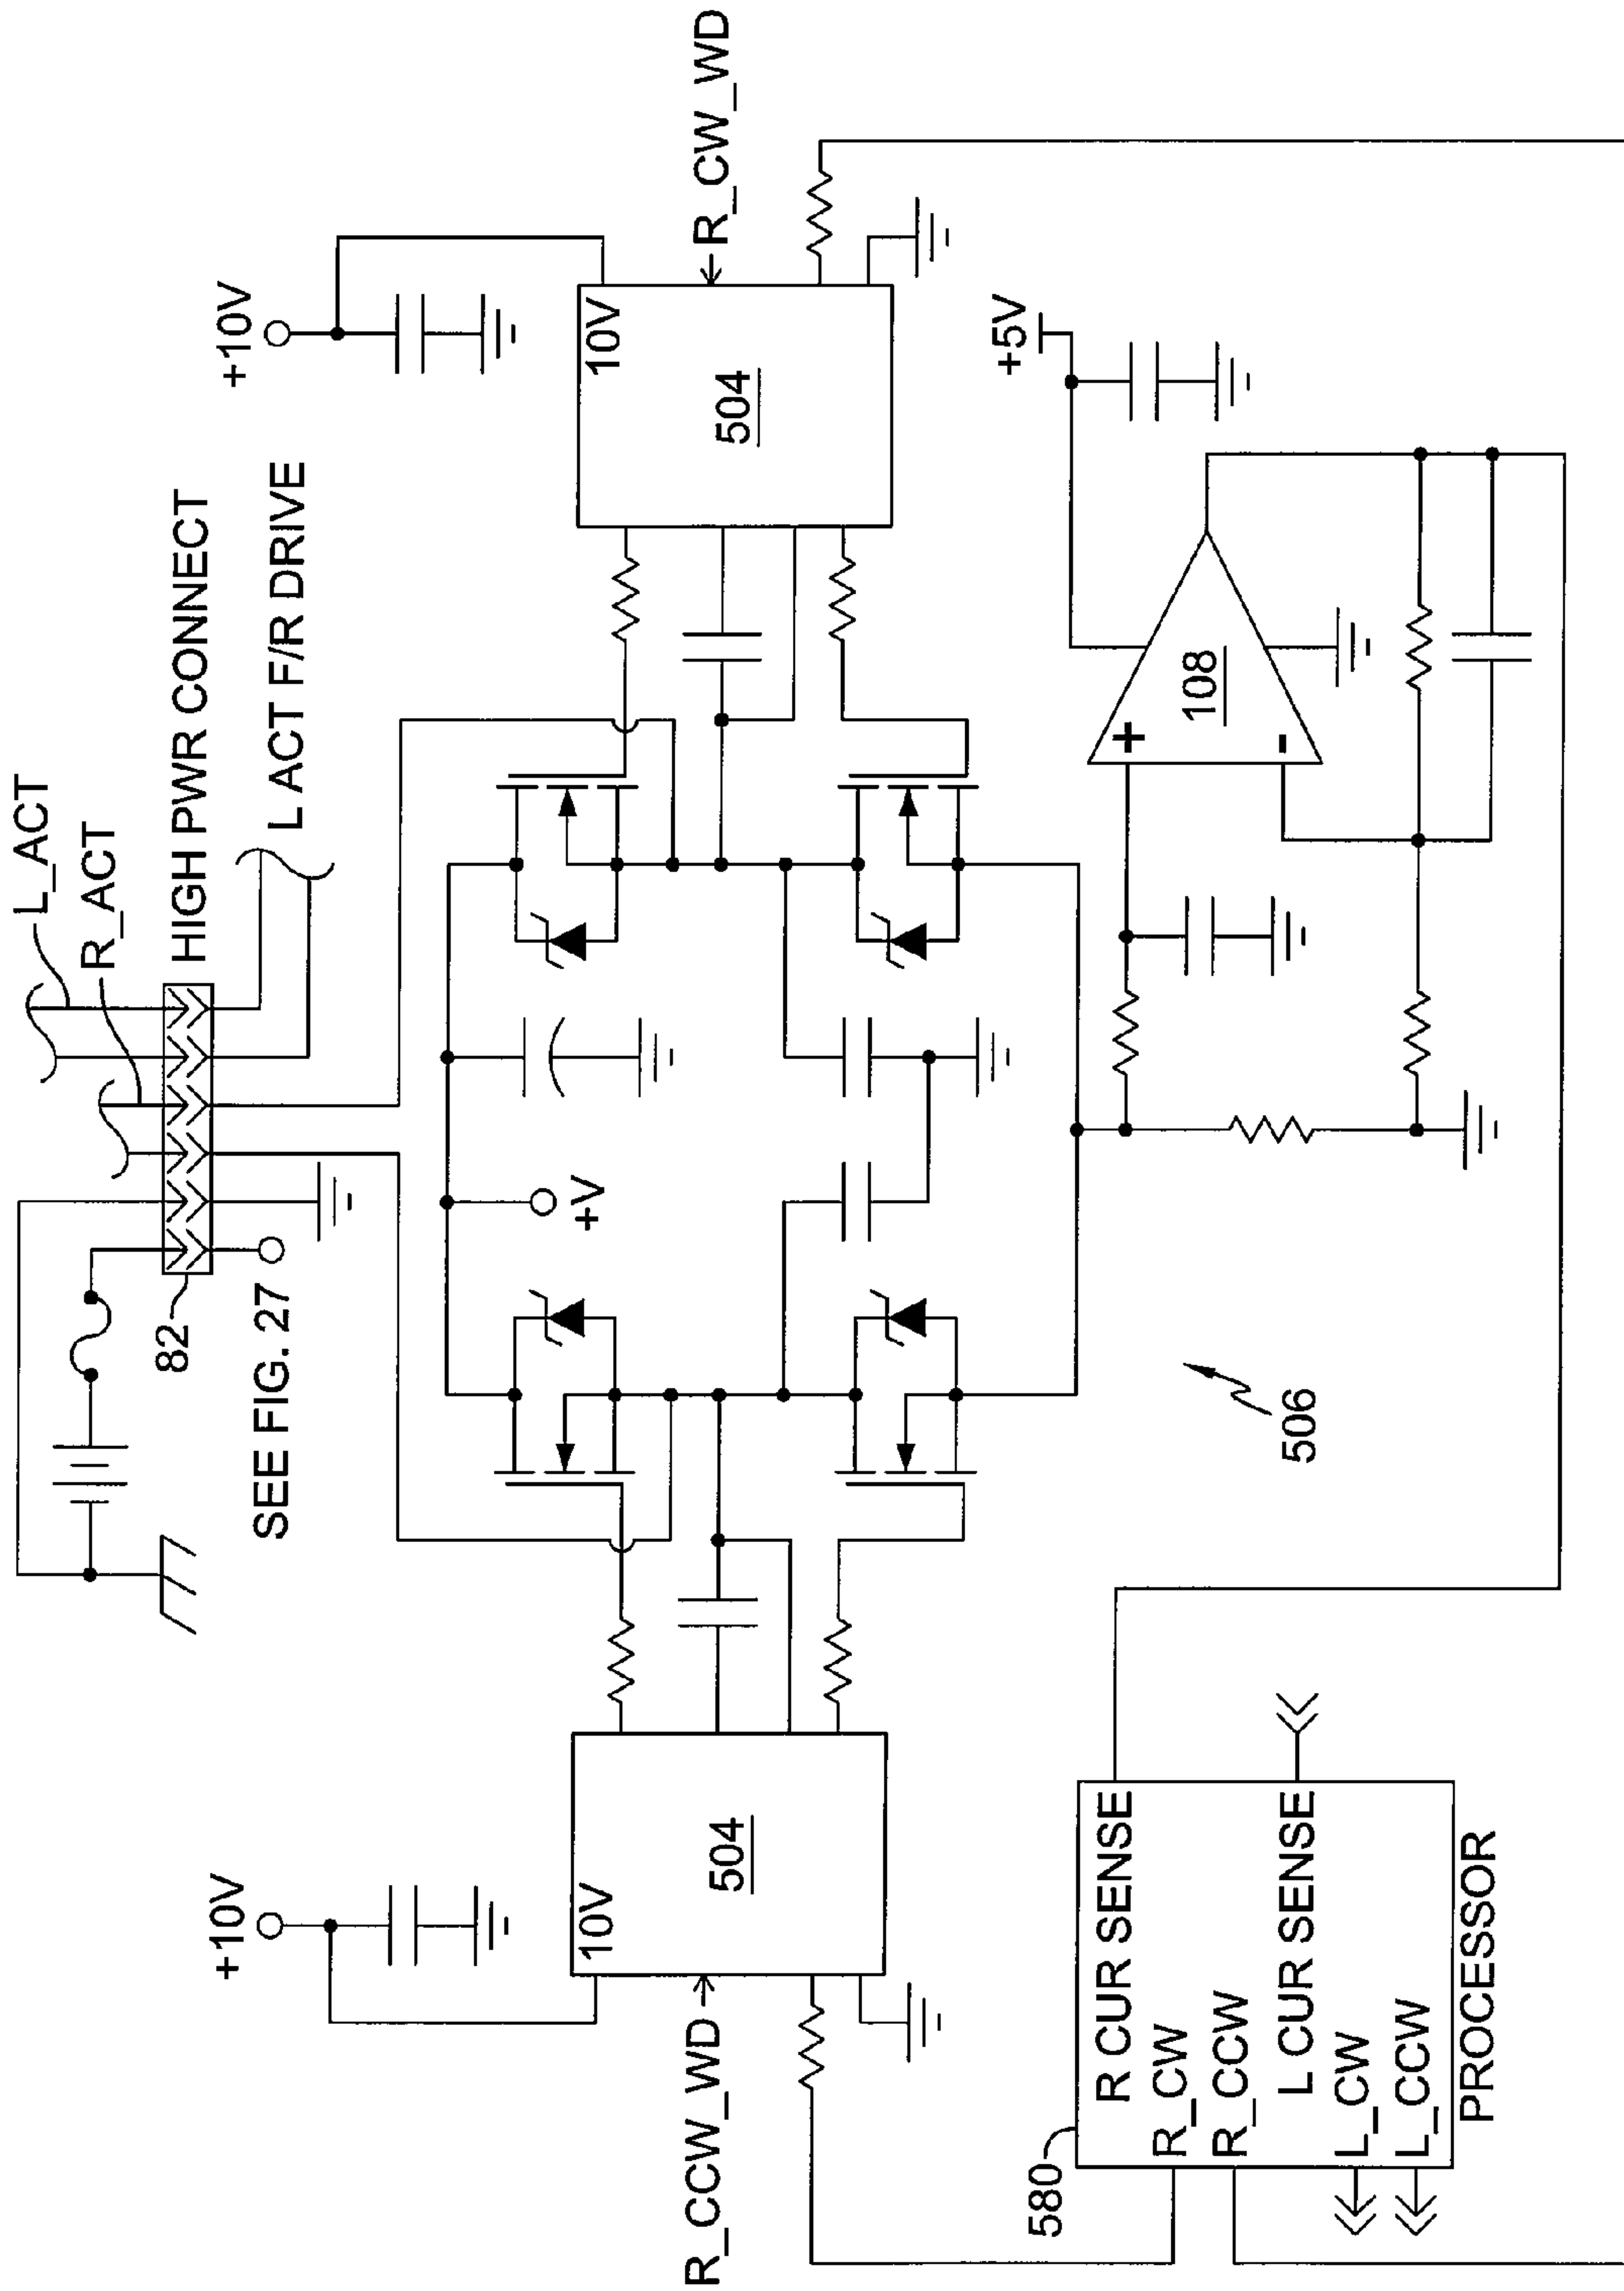 L_ACT
R_ACT
HIGH PWR CONNECT
L ACT F/R DRIVE
82
SEE FIG. 27
+10V
+10V
10V
504
R_CCW_WD
10V
504
R_CW_WD
+V
+5V
+
-
108
506
580
R CUR SENSE
R_CW
R_CCW
L CUR SENSE
L_CW
L_CCW
PROCESSOR